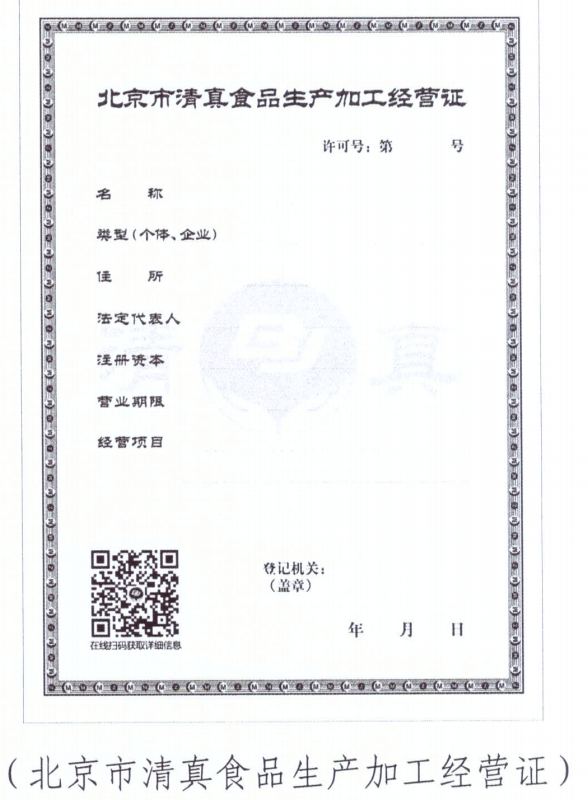 北京市清真食品生产加工经营证
许可号：第 号
名 称
类型（个体、企业）
住 所
法定代表人
注册资本
营业期限
经营项目
清 BJ 真
登记机关：
（盖章）
年 月 日
在线扫码获取详细信息
（北京市清真食品生产加工经营证）